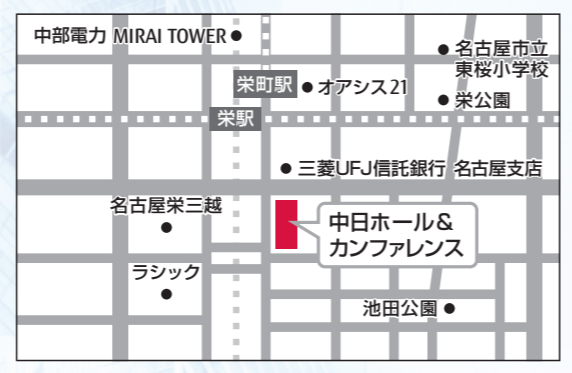 中部電力 MIRAI TOWER
名古屋市立
東桜小学校
栄町駅
オアシス21
栄公園
栄駅
三菱UFJ信託銀行 名古屋支店
名古屋栄三越
中日ホール&
カンファレンス
ラシック
池田公園